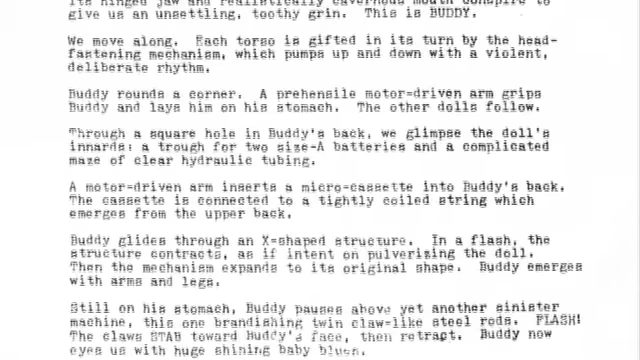 its hinged jaw and realistically cavernous mouth conspire to
give us an unsettling, toothy grin. This is BUDDY.
We move along. Each torso is gifted in its turn by the head-
fastening mechanism, which pumps up and down with a violent,
deliberate rhythm.
Buddy rounds a corner. A prehensile motor=driven arm grips
Buddy and lays him on his stomach. The other dolls follow.
Through a square hole in Buddy's back, we glimpse the doll's
innards: a trough for two size-A batteries and a complicated
maze of clear hydraulic tubing.
A motor=driven arm inserts a micro=cassette into Buddy's back.
The cassette is connected to a tightly coiled string which
emerges from the upper back.
Buddy glides through an X=shaped structure. In a flash, the
structure contracts, as if intent on pulverizing the doll.
Then the mechanism expands to its original shape. Buddy emerges
with arms and legs.
Still on his stomach, Buddy pauses above yet another sinister
machine, this one brandishing twin claw=like steel rods. FLASH!
The claws STAB toward Buddy's face, then retract. Buddy now
eyes us with huge shining baby blues.